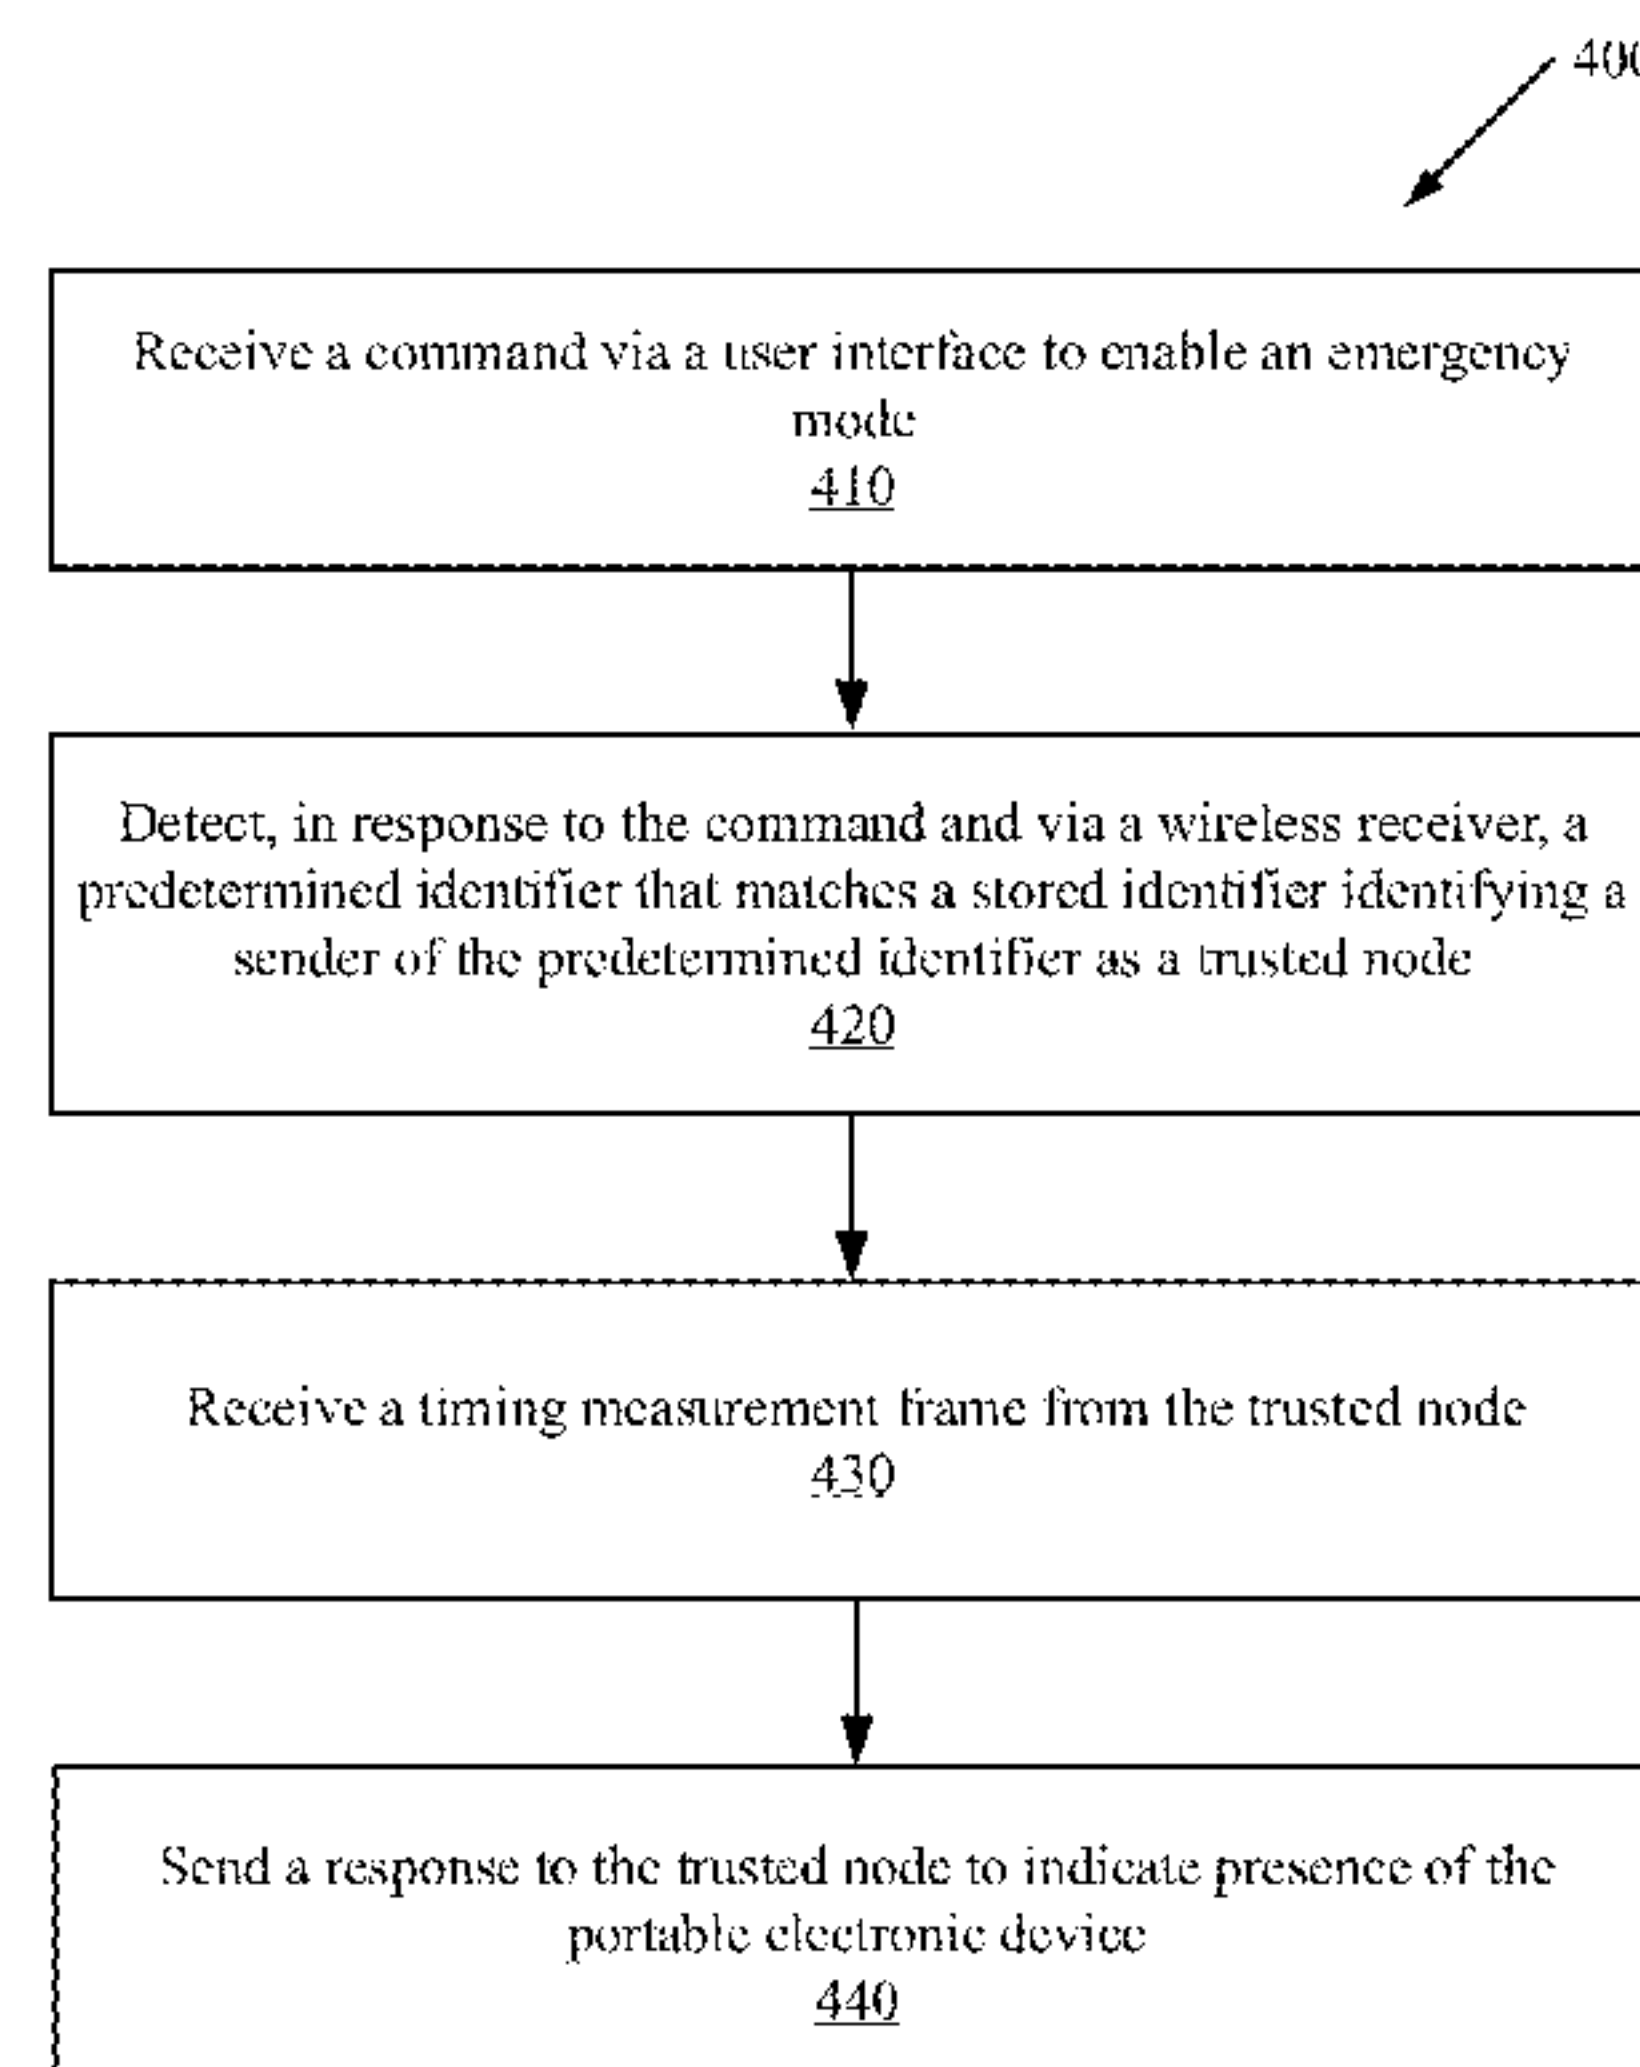 400
Receive a command via a user interface to enable an emergency
mode
410
Detect, in response to the command and via a wireless receiver, a
predetermined identifier that matches a stored identifier identifying a
sender of the predetermined identifier as a trusted node
420
Receive a timing measurement frame from the trusted node
430
Send a response to the trusted node to indicate presence of the
portable electronic device
440